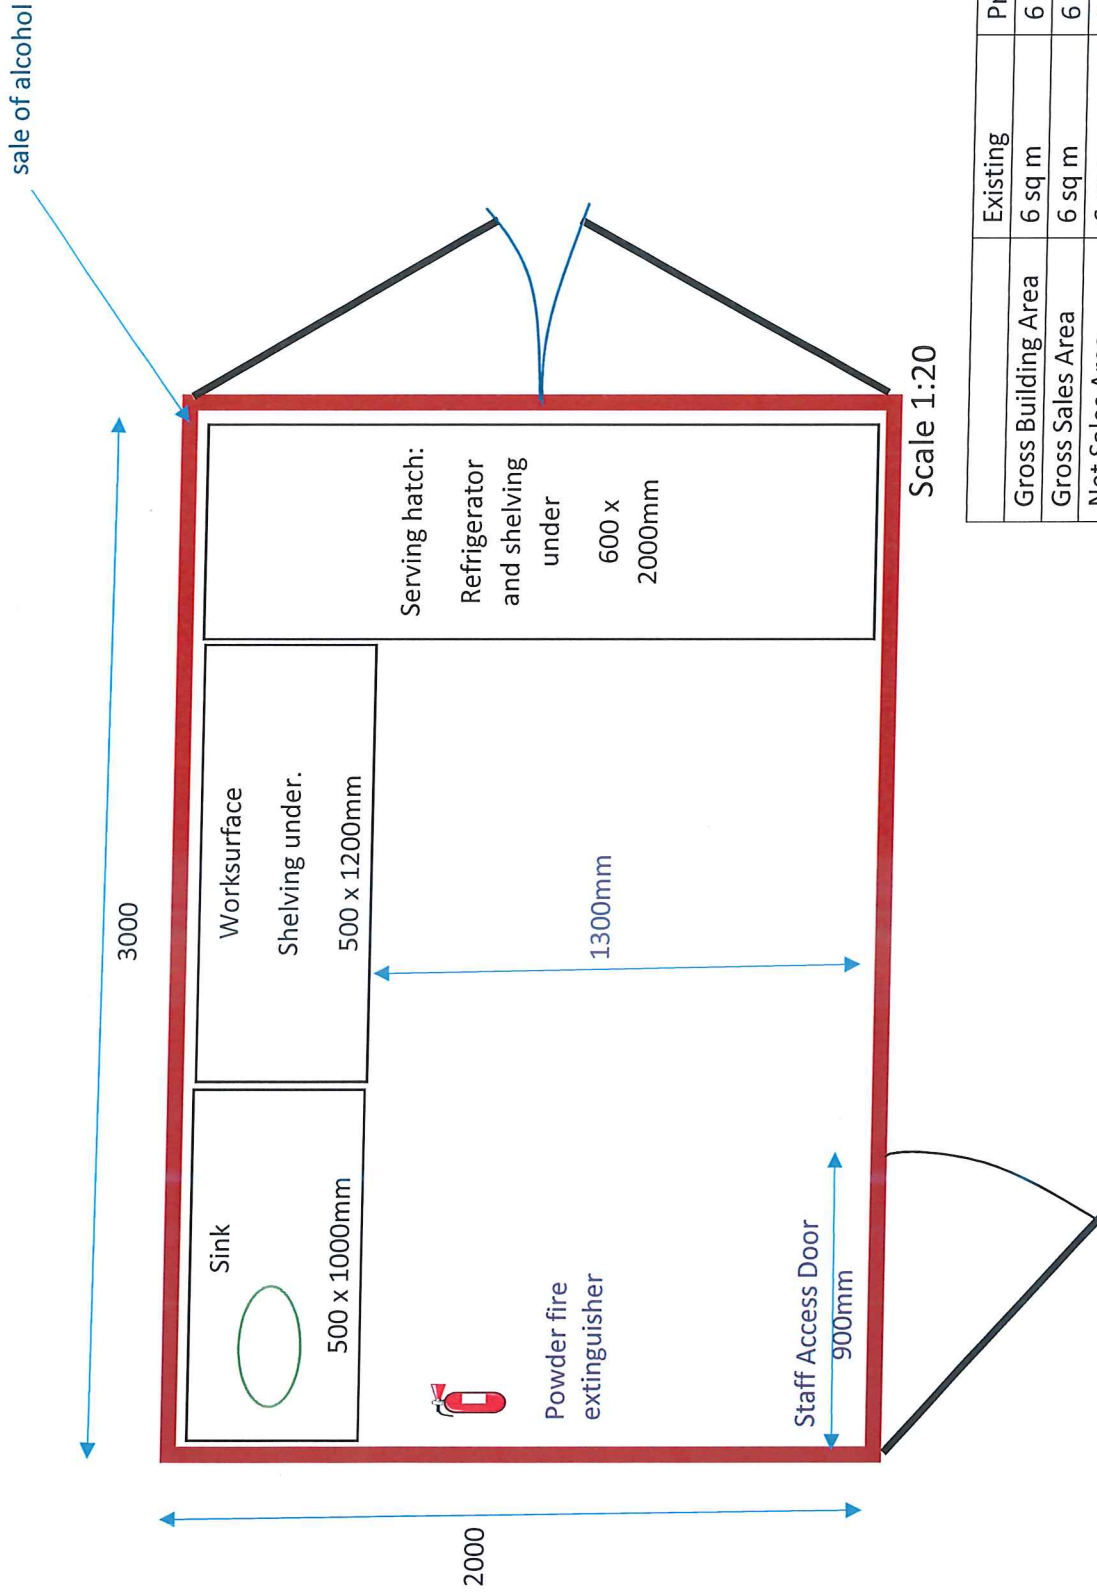 sale of alcohol
3000
2000
Sink
500 x 1000mm
Worksurface
Shelving under.
500 x 1200mm
Serving hatch:
Refrigerator
and shelving
under
600 x
2000mm
1300mm
Powder fire
extinguisher
Staff Access Door
900mm
Scale 1:20
Existing
Gross Building Area 6 sq m 6
Gross Sales Area 6 sq m 6